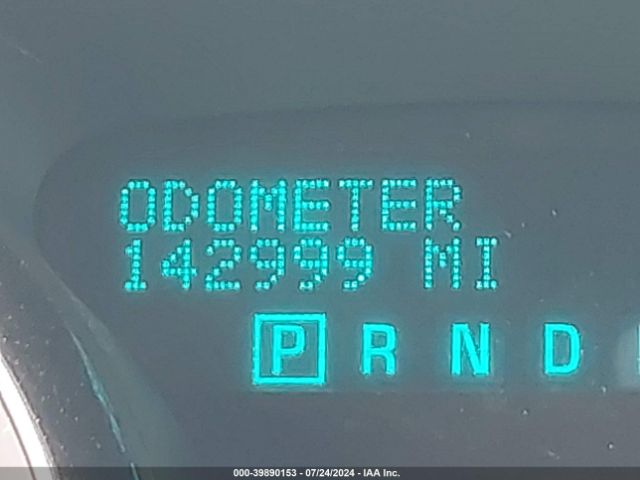 ODOMETER
142999 MI
P R N D
000-39890153 - 07/24/2024 - IAA Inc.